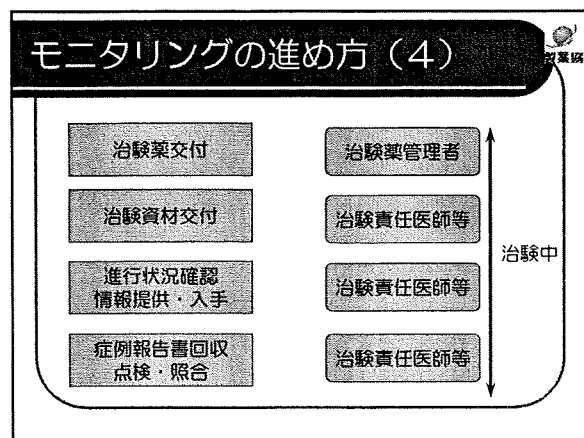 モニタリングの進め方（4）
製薬協
治験薬交付
治験薬管理者
治験資材交付
治験責任医師等
治験中
進行状況確認
情報提供・入手
治験責任医師等
症例報告書回収
点検・照合
治験責任医師等